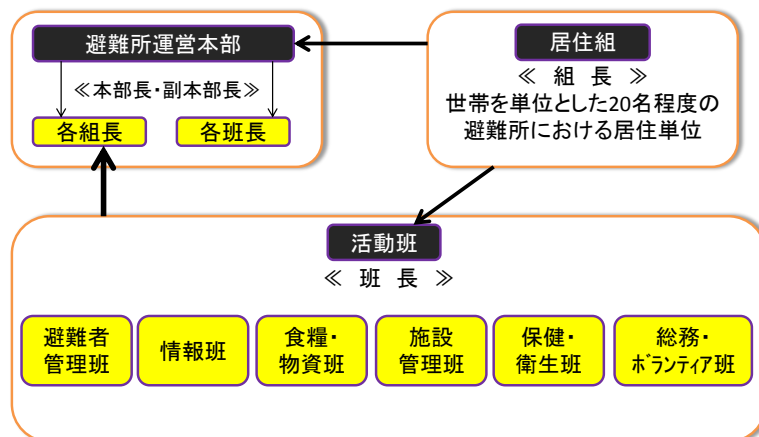 避難所運営本部
≪本部長・副本部長≫
各組長
各班長
居住組
≪ 組 長 ≫
世帯を単位とした20名程度の
避難所における居住単位
活動班
≪ 班 長 ≫
避難者
管理班
情報班
食糧・
物資班
施設
管理班
保健・
衛生班
総務・
ﾎﾞﾗﾝﾃｨｱ班